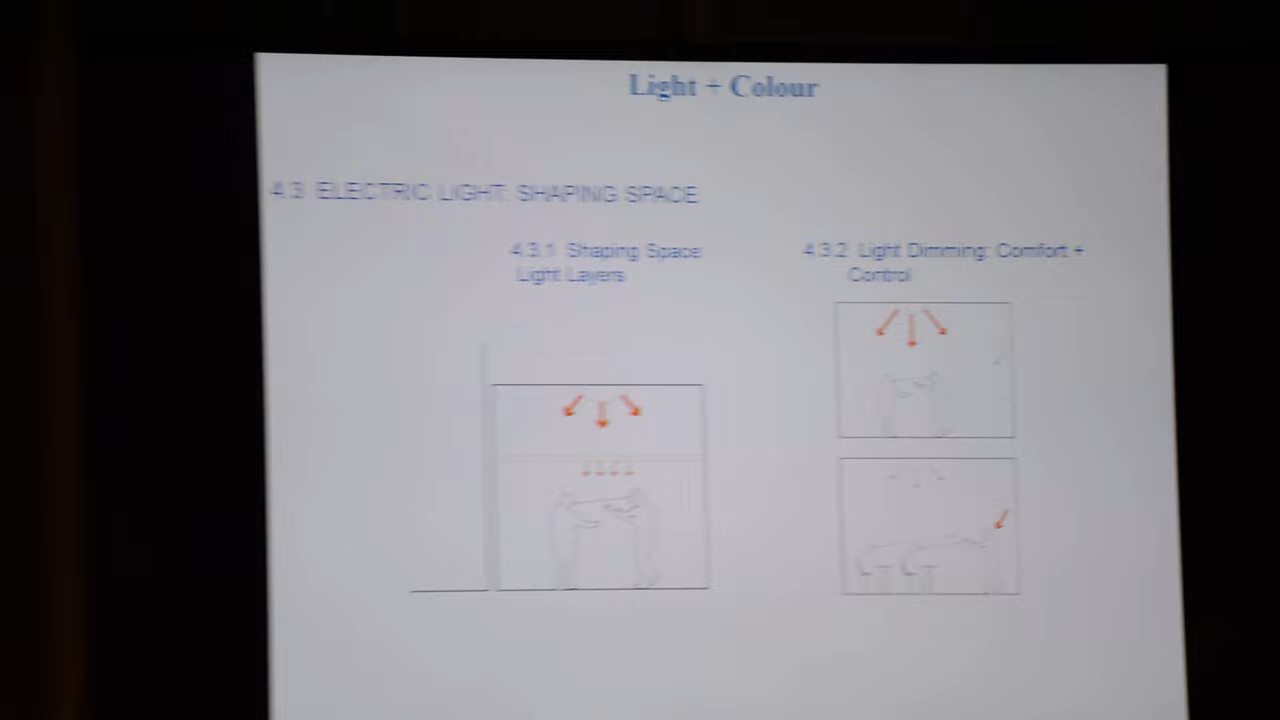 Light + Colour
4.3 ELECTRIC LIGHT: SHAPING SPACE
4.3.1 Shaping Space:
Light Layers
4.3.2 Light Dimming: Comfort +
Control